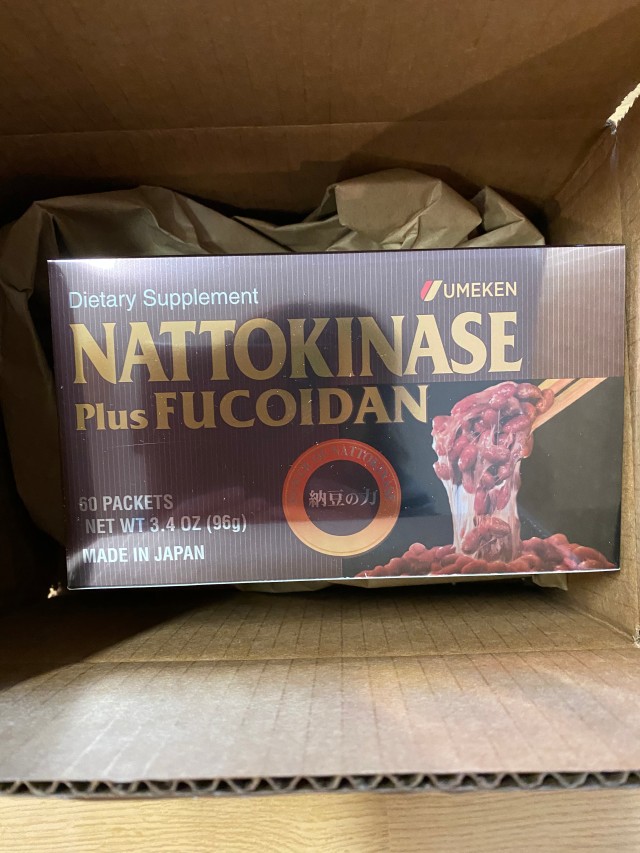 Dietary Supplement
UMEKEN
NATTOKINASE
Plus FUCOIDAN
納豆の力
60 PACKETS
NET WT 3.4 OZ (96g)
MADE IN JAPAN